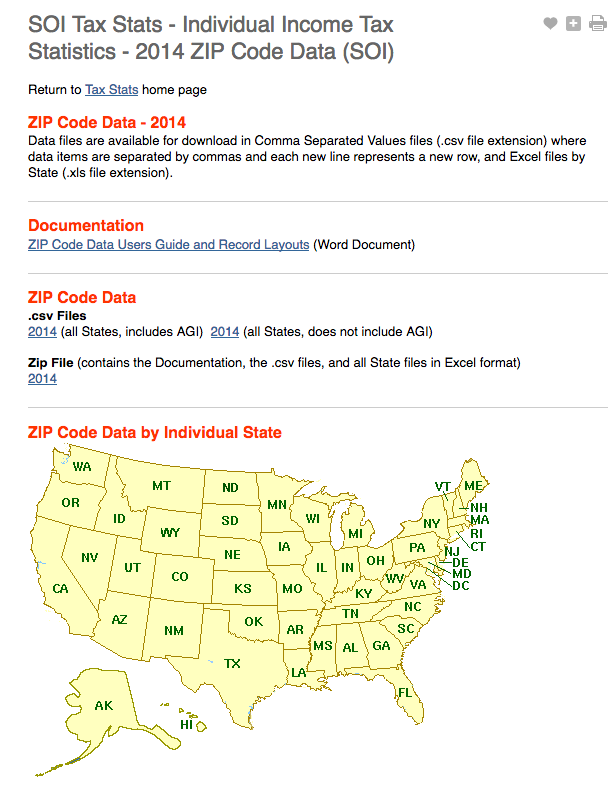 SOI Tax Stats - Individual Income Tax
Statistics - 2014 ZIP Code Data (SOI)
Return to Tax Stats home page
ZIP Code Data - 2014
Data files are available for download in Comma Separated Values files (.csv file extension) where
data items are separated by commas and each new line represents a new row, and Excel files by
State (.xls file extension).
Documentation
ZIP Code Data Users Guide and Record Layouts (Word Document)
ZIP Code Data
.csv Files
2014 (all States, includes AGI) 2014 (all States, does not include AGI)
Zip File (contains the Documentation, the .csv files, and all State files in Excel format)
2014
ZIP Code Data by Individual State
WA
MT
ND
MN
VT
ME
OR
ID
SD
WI
MI
NY
NH
MA
RI
CT
WY
NE
IA
PA
NJ
DE
MD
DC
NV
UT
CO
IL
IN
OH
WV
VA
CA
KS
MO
KY
NC
AZ
NM
OK
AR
TN
SC
TX
LA
MS
AL
GA
FL
AK
HI